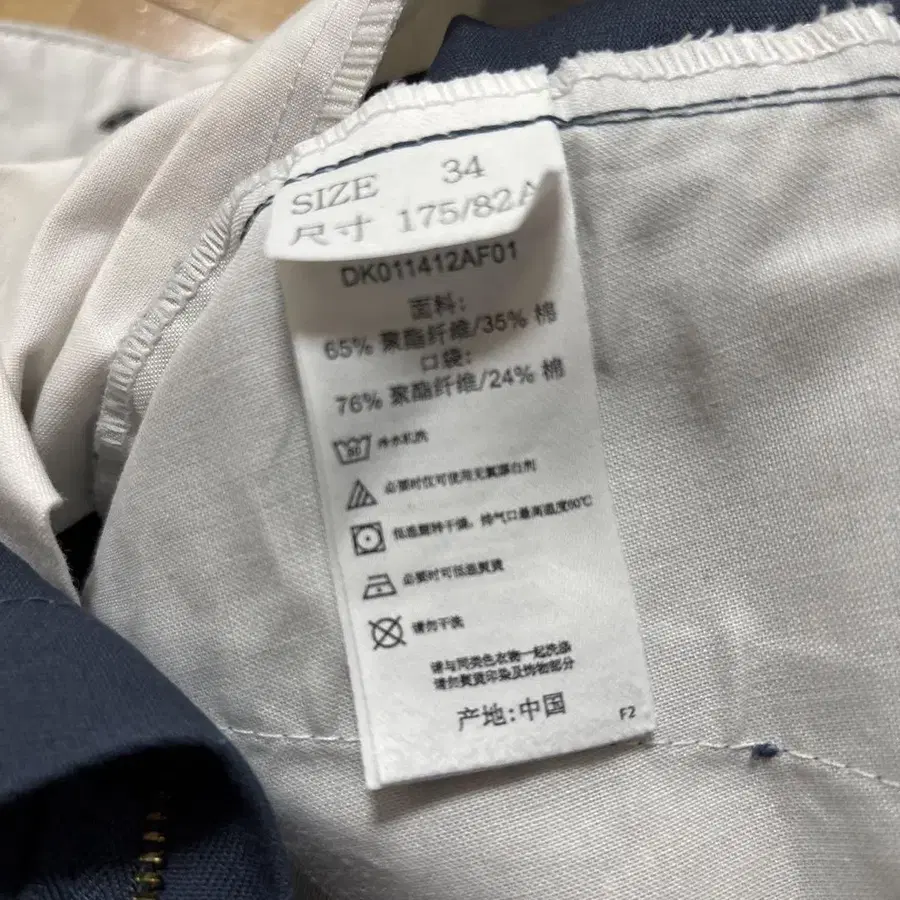 SIZE 34
尺寸 175/82A
DK011412AF01
面料:
65% 聚酯纤维/35% 棉
口袋:
76% 聚酯纤维/24% 棉
30 冷水机洗
必要时仅可使用无氯漂白剂
低温翻转干燥，排气口最高温度60℃
必要时可低温熨烫
请勿干洗
请与同类色衣物一起洗涤
请勿熨烫印染及饰物部分
产地:中国
F2